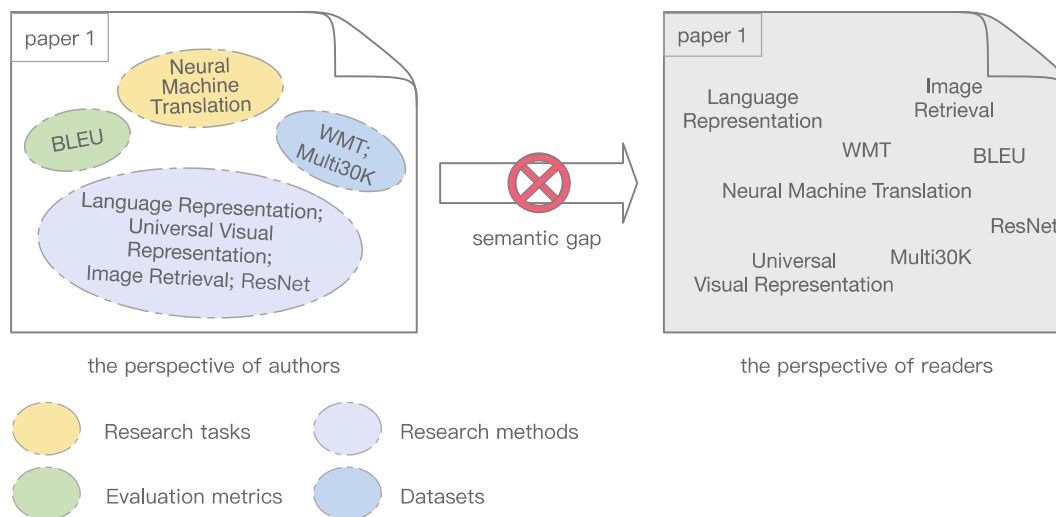 paper 1
Neural
Machine
Translation
BLEU
WMT;
Multi30K
Language Representation;
Universal Visual
Representation;
Image Retrieval; ResNet
the perspective of authors
semantic gap
paper 1
Language
Representation
Image
Retrieval
WMT
BLEU
Neural Machine Translation
ResNet
Universal
Visual Representation
Multi30K
the perspective of readers
Research tasks
Research methods
Evaluation metrics
Datasets